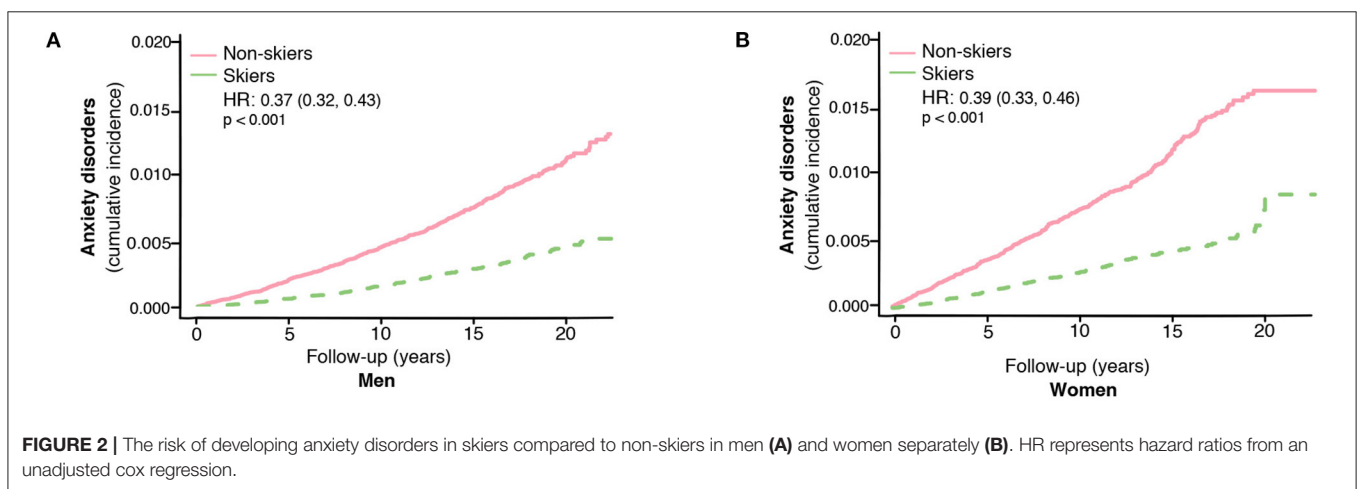 A
Anxiety disorders
(cumulative incidence)
0.020
0.015
0.010
0.005
0.000
Non-skiers
Skiers
HR: 0.37 (0.32, 0.43)
p < 0.001
0 5 10 15 20
Follow-up (years)
Men
B
Anxiety disorders
(cumulative incidence)
0.020
0.015
0.010
0.005
0.000
Non-skiers
Skiers
HR: 0.39 (0.33, 0.46)
p < 0.001
0 5 10 15 20
Follow-up (years)
Women
FIGURE 2 | The risk of developing anxiety disorders in skiers compared to non-skiers in men (A) and women separately (B). HR represents hazard ratios from an
unadjusted cox regression.